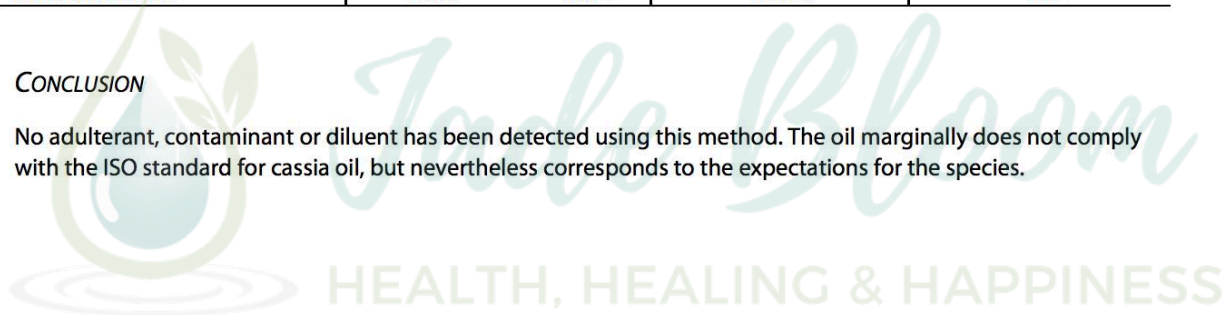 CONCLUSION
No adulterant, contaminant or diluent has been detected using this method. The oil marginally does not comply
with the ISO standard for cassia oil, but nevertheless corresponds to the expectations for the species.
Jade Bloom
HEALTH, HEALING & HAPPINESS